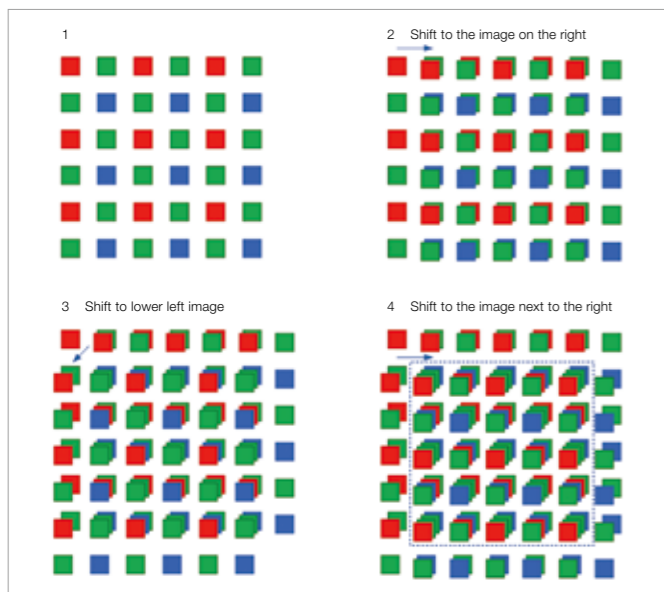 1
2 Shift to the image on the right
3 Shift to lower left image
4 Shift to the image next to the right